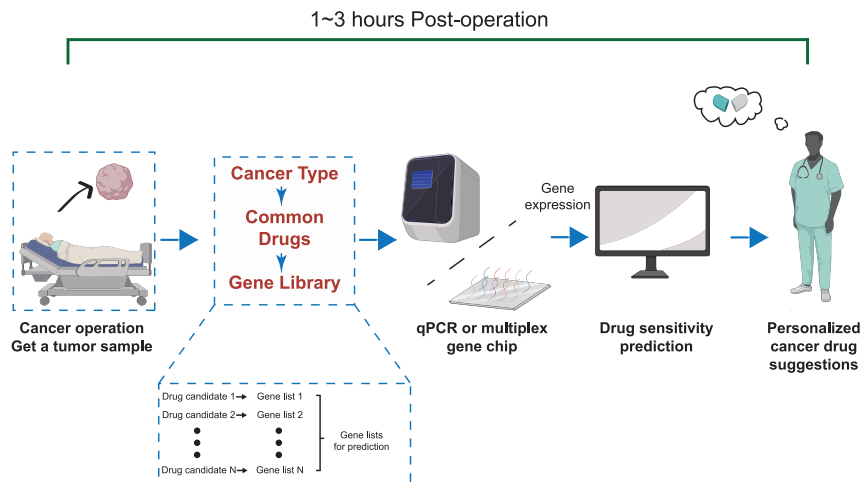 1~3 hours Post-operation
Cancer Type
Common
Drugs
Gene Library
Gene
expression
Cancer operation
Get a tumor sample
qPCR or multiplex
gene chip
Drug sensitivity
prediction
Personalized
cancer drug
suggestions
Drug candidate 1 → Gene list 1
Drug candidate 2 → Gene list 2
Gene lists
for prediction
Drug candidate N → Gene list N